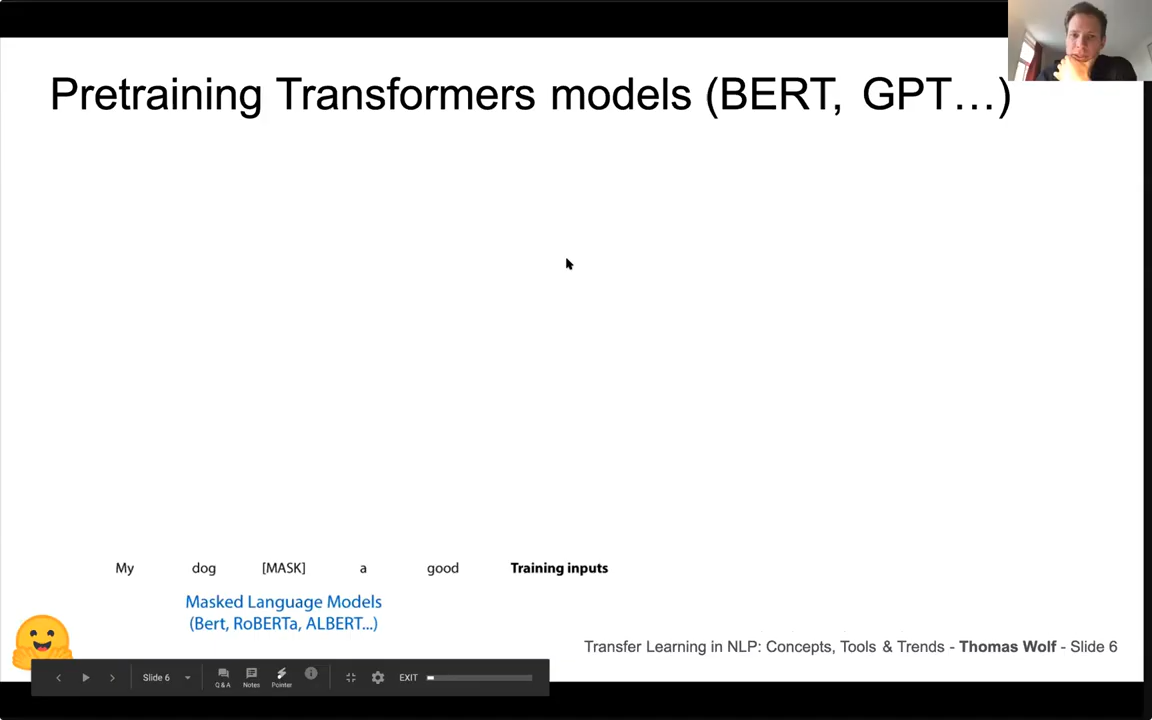 Pretraining Transformers models (BERT, GPT…)
My dog [MASK] a good Training inputs
Masked Language Models
(Bert, RoBERTa, ALBERT...)
Transfer Learning in NLP: Concepts, Tools & Trends - Thomas Wolf - Slide 6
Slide 6
Q & A Notes Pointer
EXIT